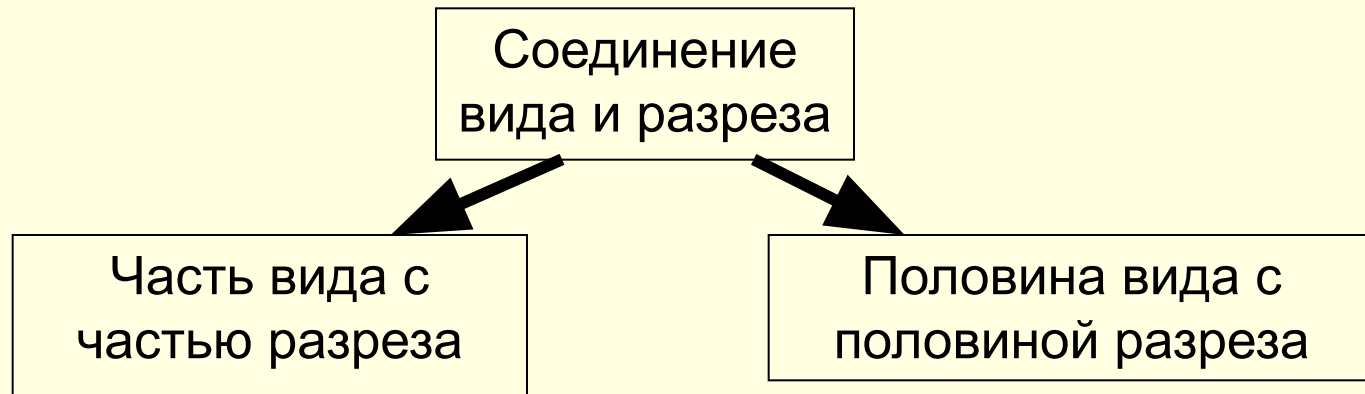 Соединение
вида и разреза
Часть вида с
частью разреза
Половина вида с
половиной разреза